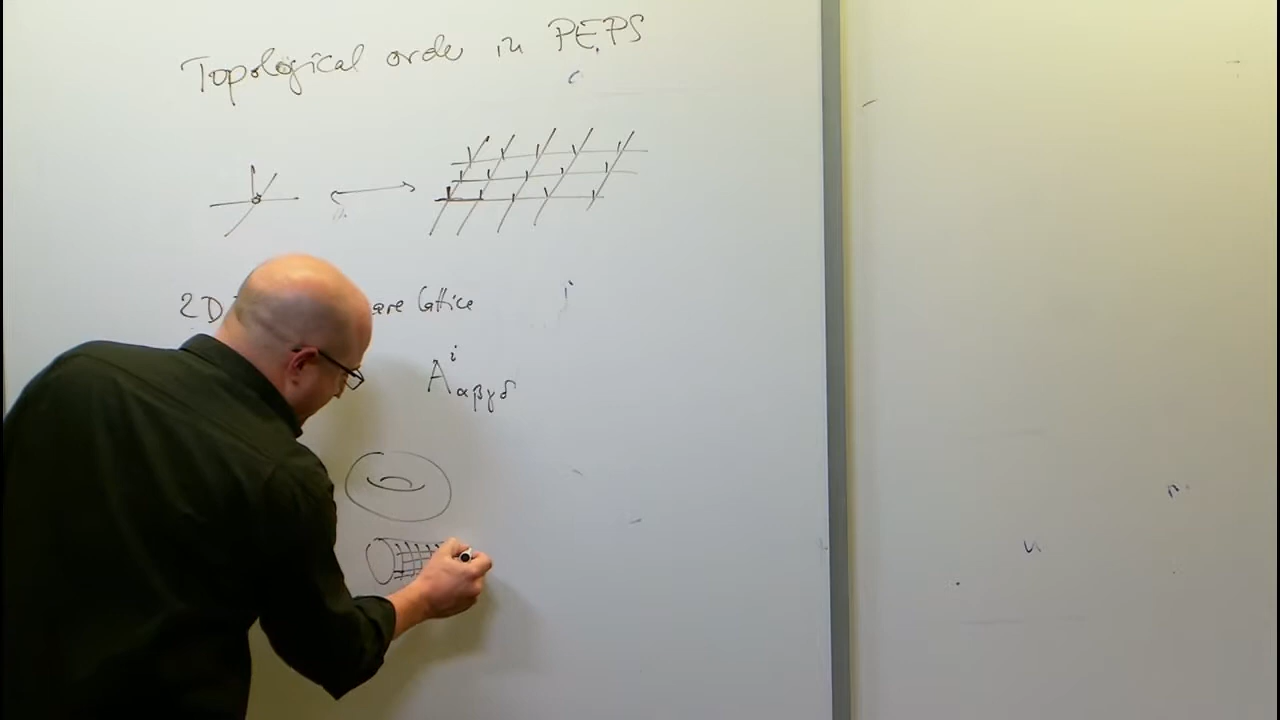 Topological order in PEPS
2D are lattice
A^i_αβγδ